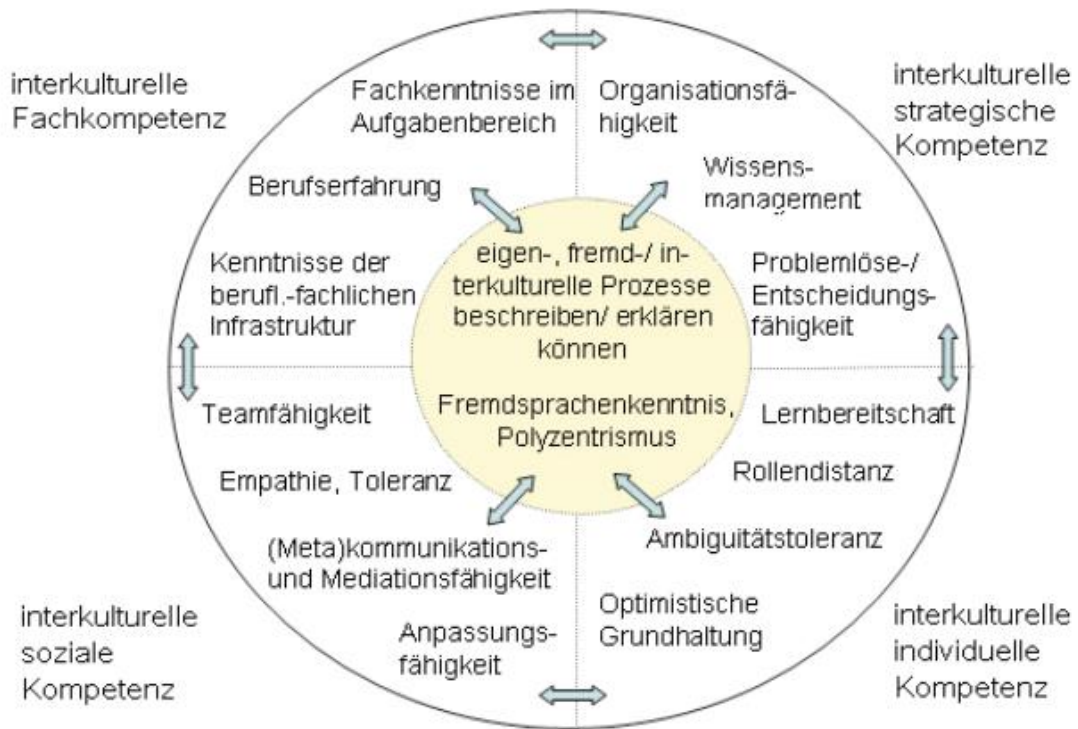 interkulturelle
Fachkompetenz
Fachkenntnisse im
Aufgabenbereich
Berufserfahrung
Kenntnisse der
berufl.-fachlichen
Infrastruktur
Organisationsfä-
higkeit
Wissens-
management
Problemlöse-/
Entscheidungs-
fähigkeit
interkulturelle
strategische
Kompetenz
eigen-, fremd-/ in-
terkulturelle Prozesse
beschreiben/ erklären
können
Fremdsprachenkenntnis,
Polyzentrismus
Teamfähigkeit
Empathie, Toleranz
(Meta)kommunikations-
und Mediationsfähigkeit
Anpassungs-
fähigkeit
interkulturelle
soziale
Kompetenz
Lernbereitschaft
Rollendistanz
Ambiguitätstoleranz
Optimistische
Grundhaltung
interkulturelle
individuelle
Kompetenz